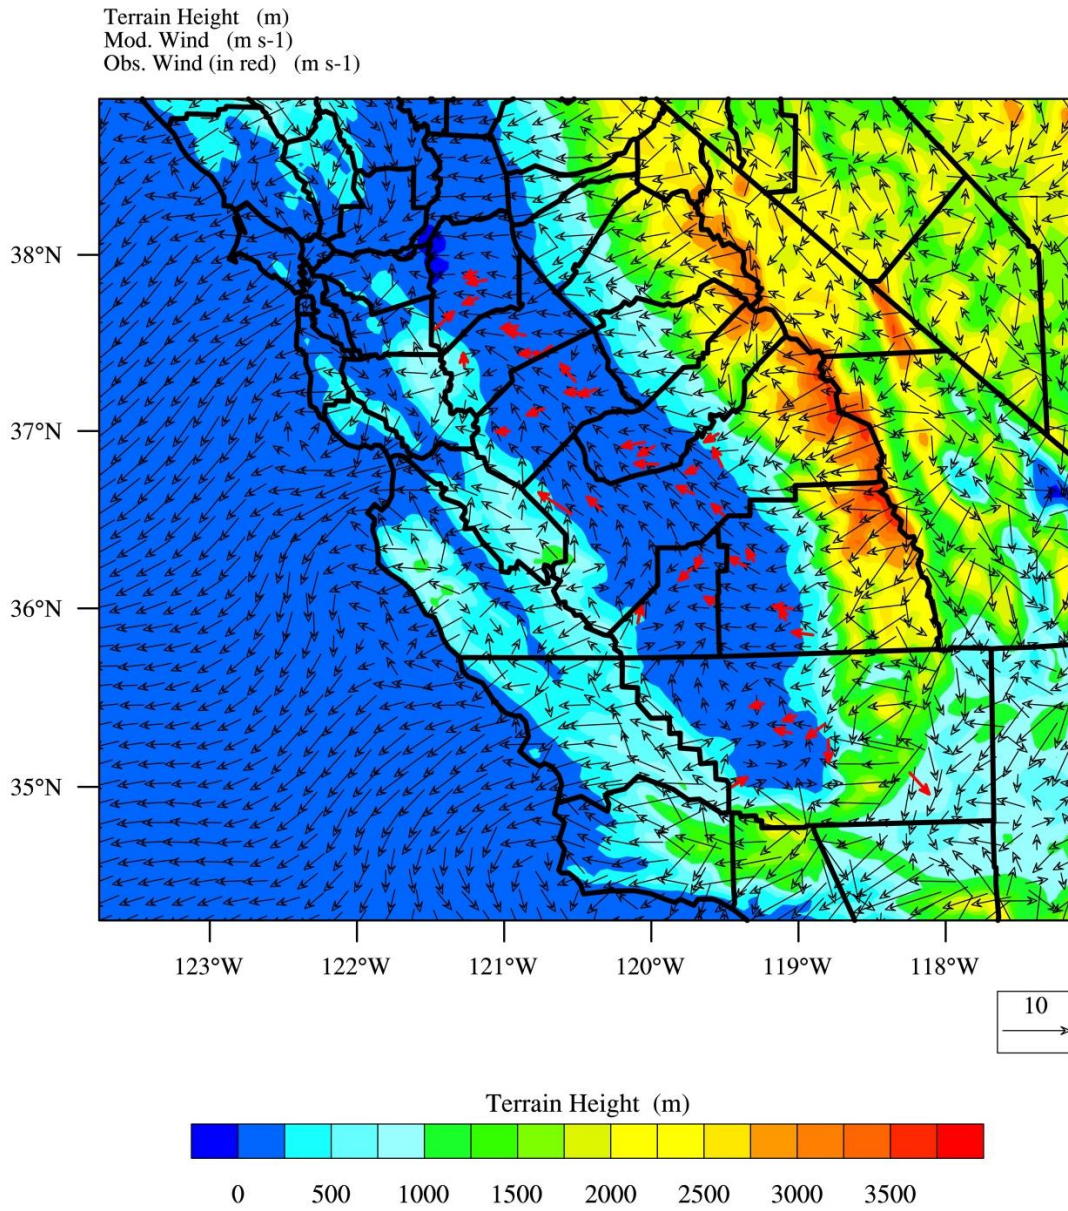 Terrain Height (m)
Mod. Wind (m s-1)
Obs. Wind (in red) (m s-1)
38°N
37°N
36°N
35°N
123°W 122°W 121°W 120°W 119°W 118°W
10
Terrain Height (m)
0 500 1000 1500 2000 2500 3000 3500